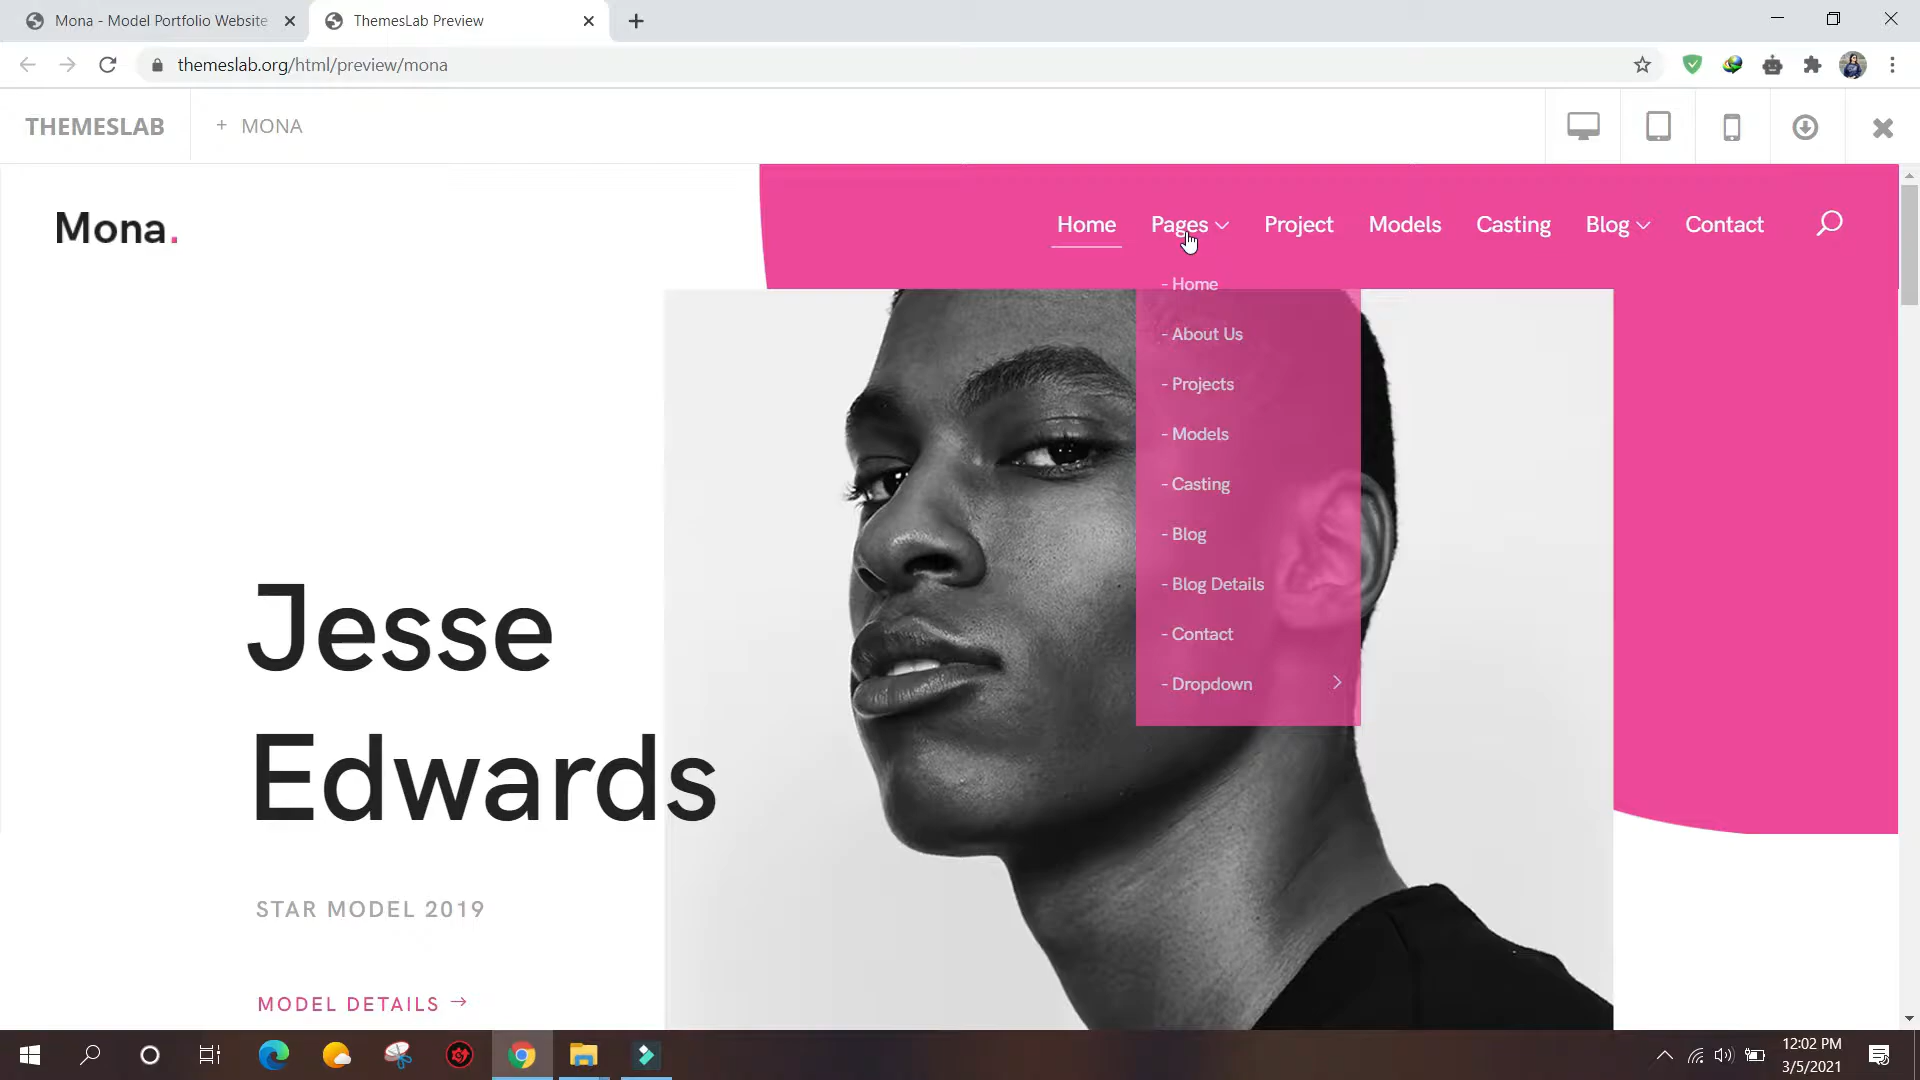 Mona - Model Portfolio Website
ThemesLab Preview
themeslab.org/html/preview/mona
THEMESLAB
+ MONA
Mona.
Home
Pages
Project
Models
Casting
Blog
Contact
- Home
- About Us
- Projects
- Models
- Casting
- Blog
- Blog Details
- Contact
- Dropdown
Jesse
Edwards
STAR MODEL 2019
MODEL DETAILS →
12:02 PM
3/5/2021